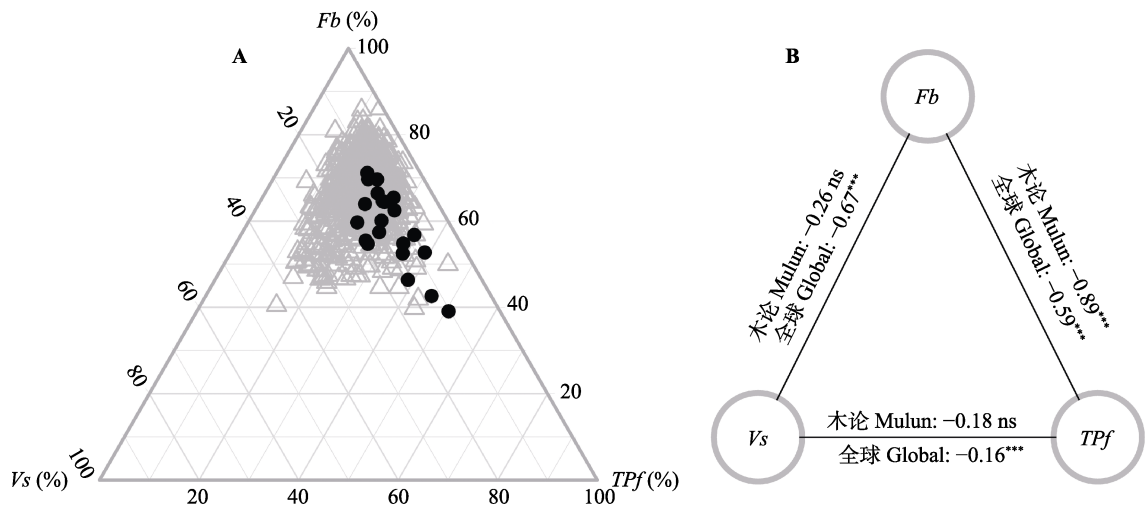 Fb (%)
A
100
20
80
40
60
60
40
80
20
100
Vs (%)
TPf (%)
20
40
60
80
100
B
Fb
木论 Mulun: −0.26 ns
全球 Global: −0.67***
木论 Mulun: −0.89***
全球 Global: −0.59***
Vs
木论 Mulun: −0.18 ns
全球 Global: −0.16***
TPf